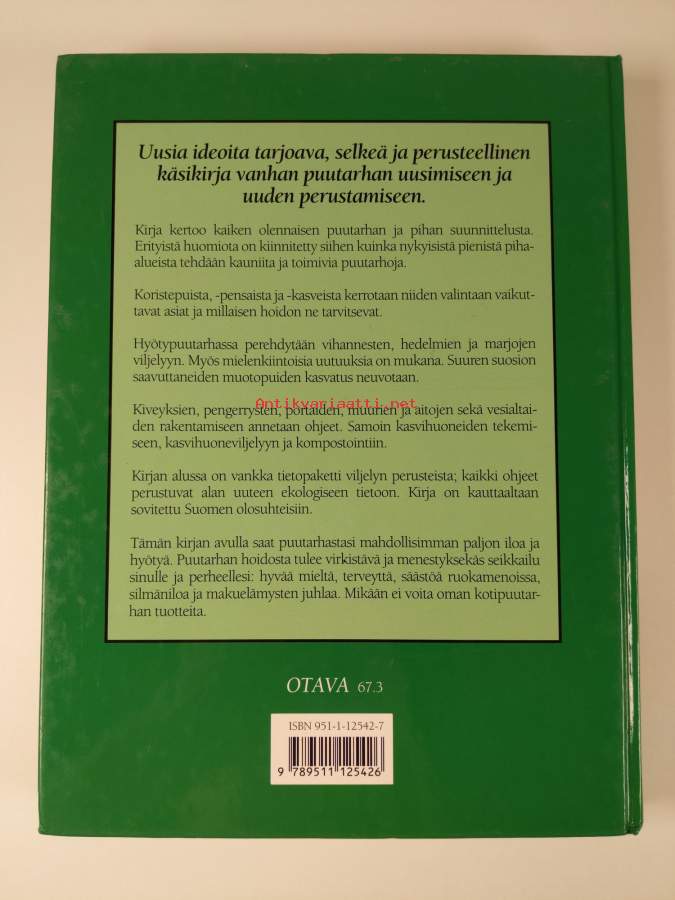 Uusia ideoita tarjoava, selkeä ja perusteellinen
käsikirja vanhan puutarhan uusimiseen ja
uuden perustamiseen.
Kirja kertoo kaiken olennaisen puutarhan ja pihan suunnittelusta.
Erityistä huomiota on kiinnitetty siihen kuinka nykyisistä pienistä piha-
alueista tehdään kauniita ja toimivia puutarhoja.
Koristepuista, -pensaista ja -kasveista kerrotaan niiden valintaan vaikut-
tavat asiat ja millaisen hoidon ne tarvitsevat.
Hyötypuutarhassa perehdytään vihannesten, hedelmien ja marjojen
viljelyyn. Myös mielenkiintoisia uutuuksia on mukana. Suuren suosion
saavuttaneiden muotopuiden kasvatus neuvotaan.
Antikvariaatti.net
Kiveyksien, pengerrysten, portaiden, muurien ja aitojen sekä vesialtai-
den rakentamiseen annetaan ohjeet. Samoin kasvihuoneiden tekemi-
seen, kasvihuoneviljelyyn ja kompostointiin.
Kirjan alussa on vankka tietopaketti viljelyn perusteista; kaikki ohjeet
perustuvat alan uuteen ekologiseen tietoon. Kirja on kauttaaltaan
sovitettu Suomen olosuhteisiin.
Tämän kirjan avulla saat puutarhastasi mahdollisimman paljon iloa ja
hyötyä. Puutarhan hoidosta tulee virkistävä ja menestyksekäs seikkailu
sinulle ja perheellesi: hyvää mieltä, terveyttä, säästöä ruokamenoissa,
silmäniloa ja makuelämysten juhlaa. Mikään ei voita oman kotipuutar-
han tuotteita.
OTAVA 67.3
ISBN 951-1-12542-7
9 789511 125426